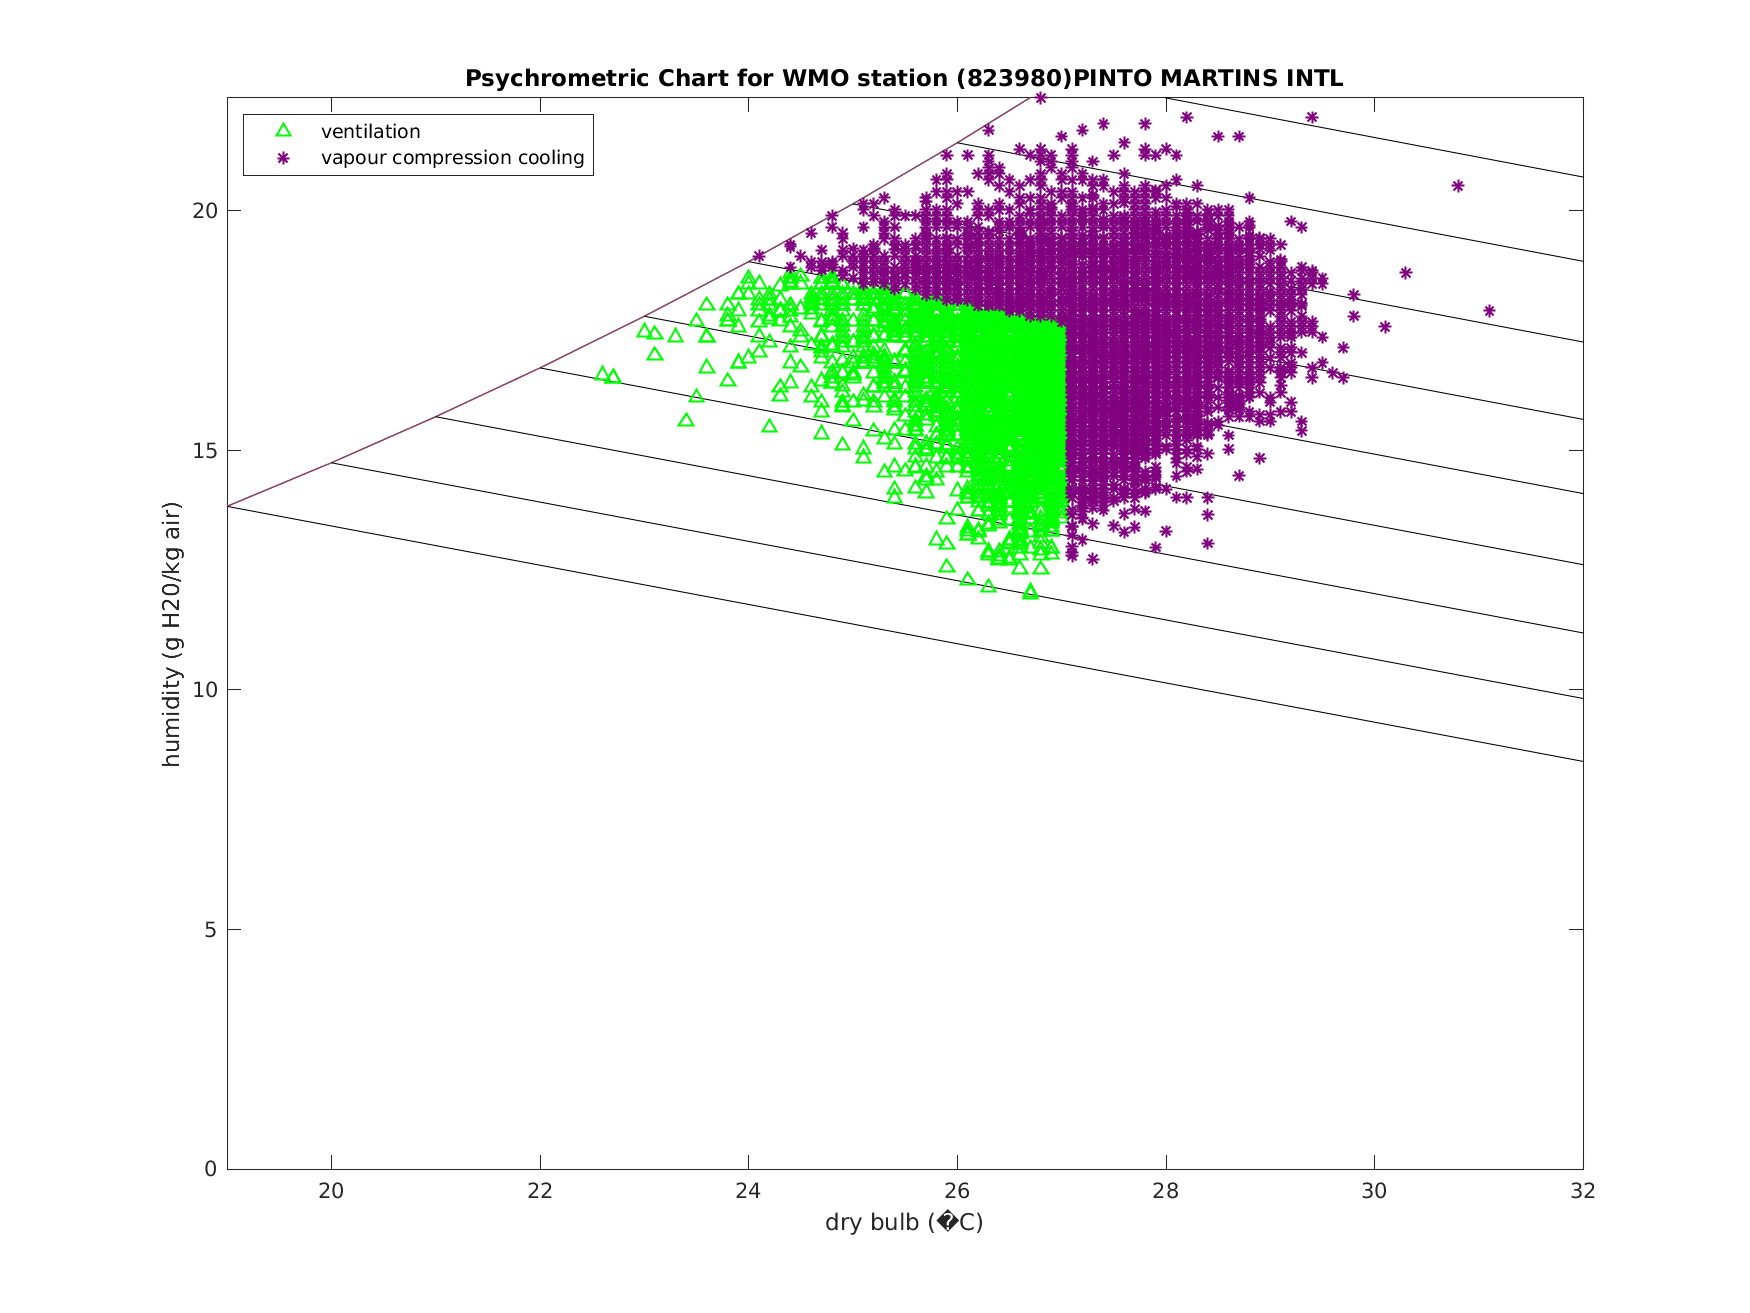 Psychrometric Chart for WMO station (823980)PINTO MARTINS INTL
ventilation
vapour compression cooling
humidity (g H20/kg air)
20
15
10
5
0
20 22 24 26 28 30 32
dry bulb (�C)